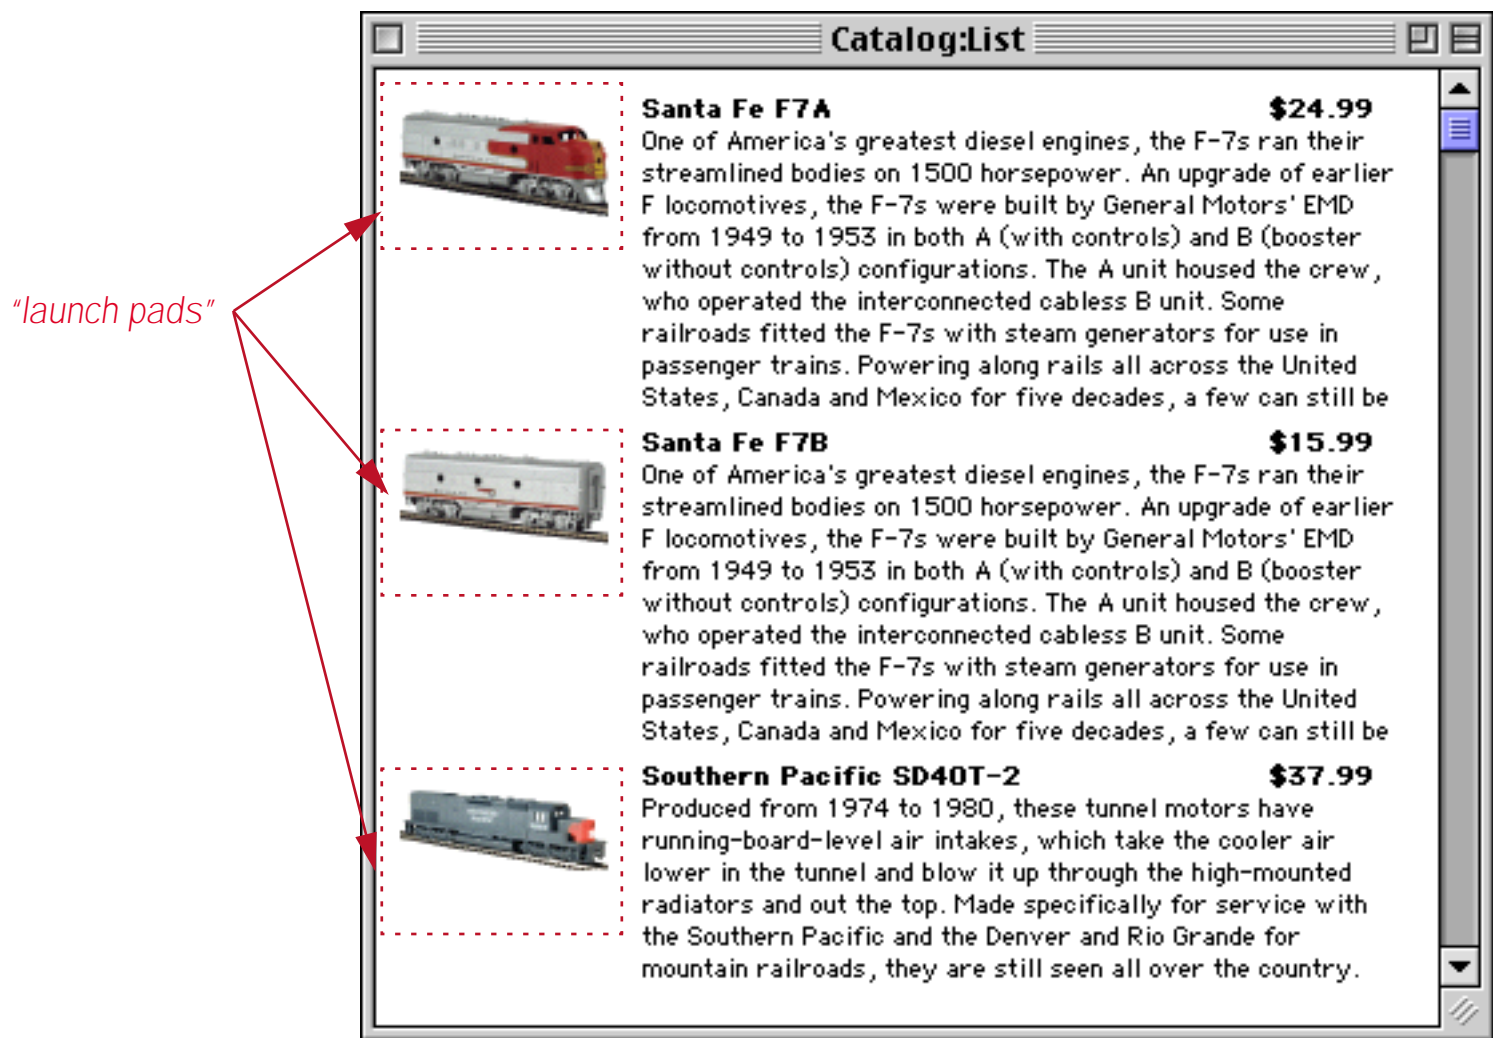 Catalog:List
"launch pads"
Santa Fe F7A $24.99
One of America's greatest diesel engines, the F-7s ran their
streamlined bodies on 1500 horsepower. An upgrade of earlier
F locomotives, the F-7s were built by General Motors' EMD
from 1949 to 1953 in both A (with controls) and B (booster
without controls) configurations. The A unit housed the crew,
who operated the interconnected cabless B unit. Some
railroads fitted the F-7s with steam generators for use in
passenger trains. Powering along rails all across the United
States, Canada and Mexico for five decades, a few can still be
Santa Fe F7B $15.99
One of America's greatest diesel engines, the F-7s ran their
streamlined bodies on 1500 horsepower. An upgrade of earlier
F locomotives, the F-7s were built by General Motors' EMD
from 1949 to 1953 in both A (with controls) and B (booster
without controls) configurations. The A unit housed the crew,
who operated the interconnected cabless B unit. Some
railroads fitted the F-7s with steam generators for use in
passenger trains. Powering along rails all across the United
States, Canada and Mexico for five decades, a few can still be
Southern Pacific SD40T-2 $37.99
Produced from 1974 to 1980, these tunnel motors have
running-board-level air intakes, which take the cooler air
lower in the tunnel and blow it up through the high-mounted
radiators and out the top. Made specifically for service with
the Southern Pacific and the Denver and Rio Grande for
mountain railroads, they are still seen all over the country.